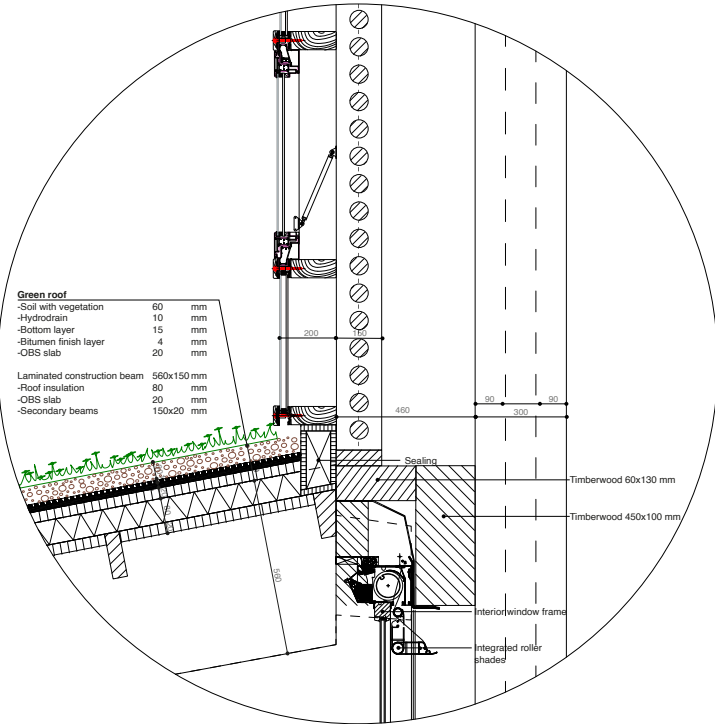 Green roof
-Soil with vegetation 60 mm
-Hydrodrain 10 mm
-Bottom layer 15 mm
-Bitumen finish layer 4 mm
-OBS slab 20 mm
Laminated construction beam 560x150 mm
-Roof insulation 80 mm
-OBS slab 20 mm
-Secondary beams 150x20 mm
200 150
90 90
460 300
Sealing
Timberwood 60x130 mm
Timberwood 450x100 mm
560
Interior window frame
Integrated roller
shades